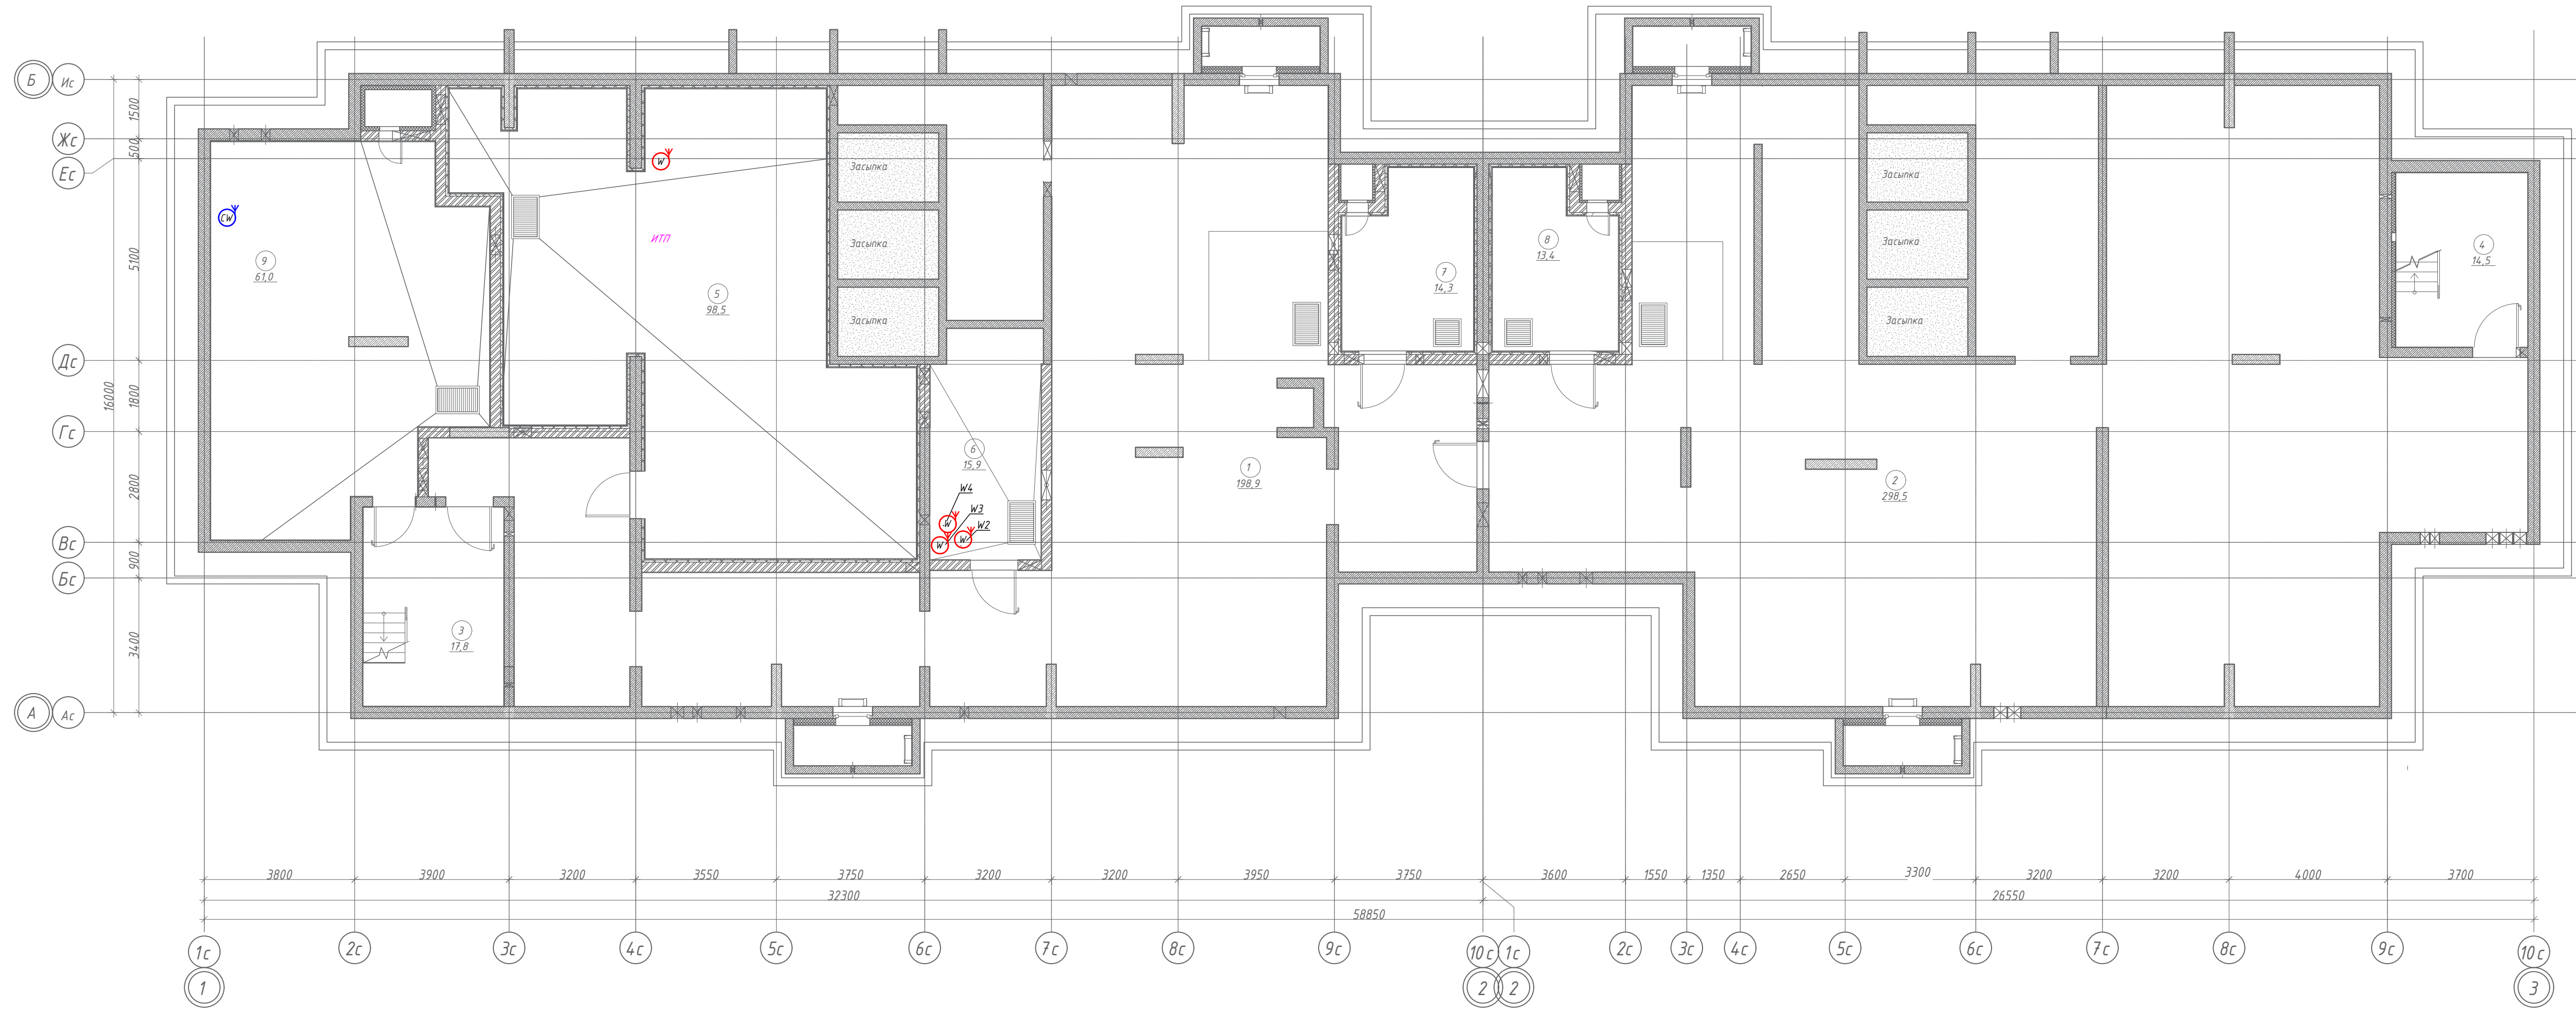 Б Ис
Жс
Ес
Дс
Гс
Вс
Бс
А Ас
1500
500
5100
1800
2800
900
3400
16000
W
CW
ИТП
9
61,0
5
98,5
Засыпка
Засыпка
Засыпка
6
15,9
W4
W3
W2
W
W
W
1
198,9
7
14,3
8
13,4
Засыпка
Засыпка
Засыпка
4
14,5
2
298,5
3
17,8
3800 3900 3200 3550 3750 3200 3200 3950 3750 3600 1550 1350 2650 3300 3200 3200 4000 3700
32300 26550
58850
1с 2с 3с 4с 5с 6с 7с 8с 9с 10с 1с 2с 3с 4с 5с 6с 7с 8с 9с 10с
1 2 2 3